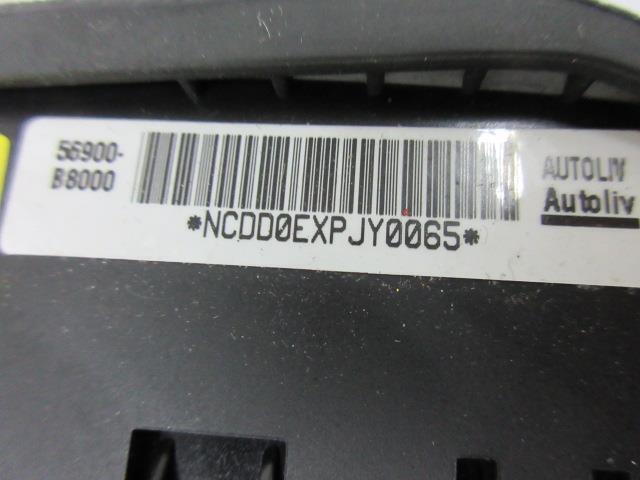 56900-
B8000
*NCDD0EXPJY0065*
AUTOLIV
Autoliv